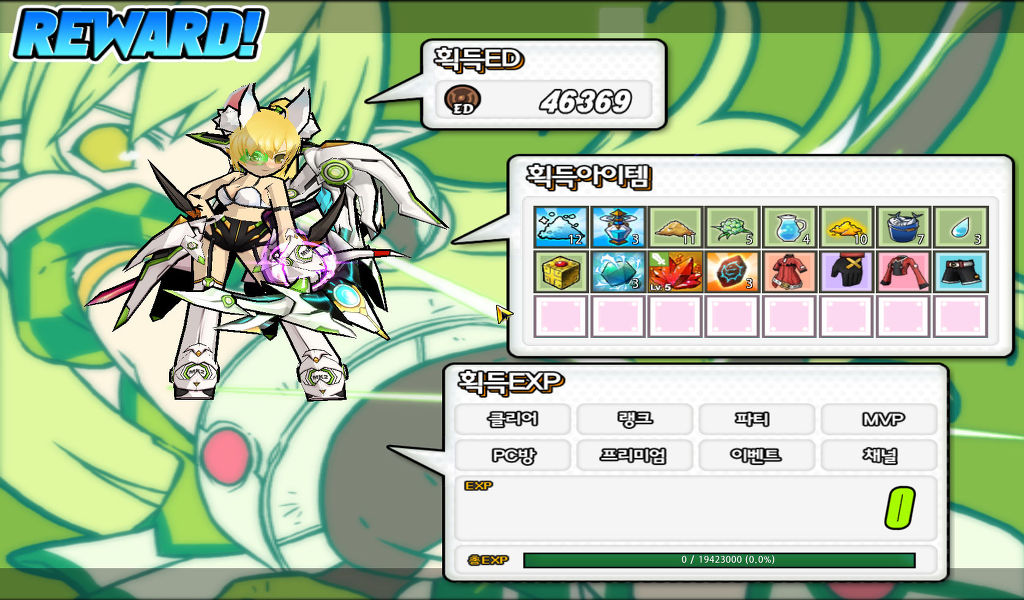 REWARD!
획득ED
ED 46369
획득아이템
12 3 11 5 4 10 7 3
3 Lv.5 3
획득EXP
클리어 랭크 파티 MVP
PC방 프리미엄 이벤트 채널
EXP
0
총EXP 0 / 19423000 (0.0%)